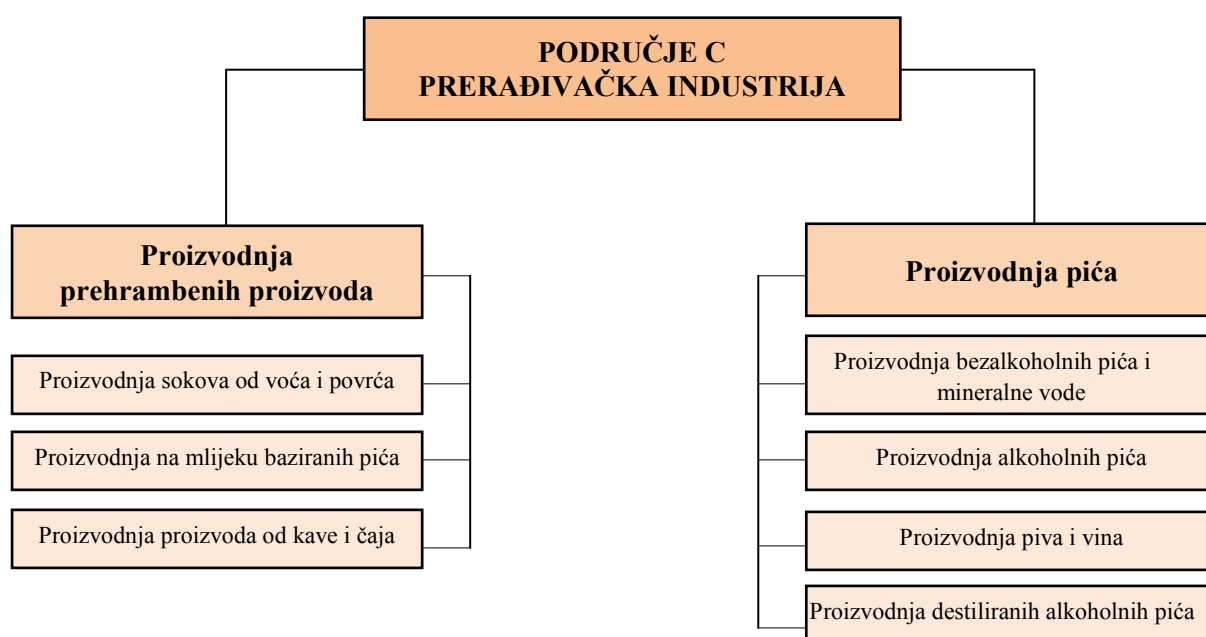 PODRUČJE C
PRERAĐIVAČKA INDUSTRIJA
Proizvodnja
prehrambenih proizvoda
Proizvodnja sokova od voća i povrća
Proizvodnja na mlijeku baziranih pića
Proizvodnja proizvoda od kave i čaja
Proizvodnja pića
Proizvodnja bezalkoholnih pića i
mineralne vode
Proizvodnja alkoholnih pića
Proizvodnja piva i vina
Proizvodnja destiliranih alkoholnih pića